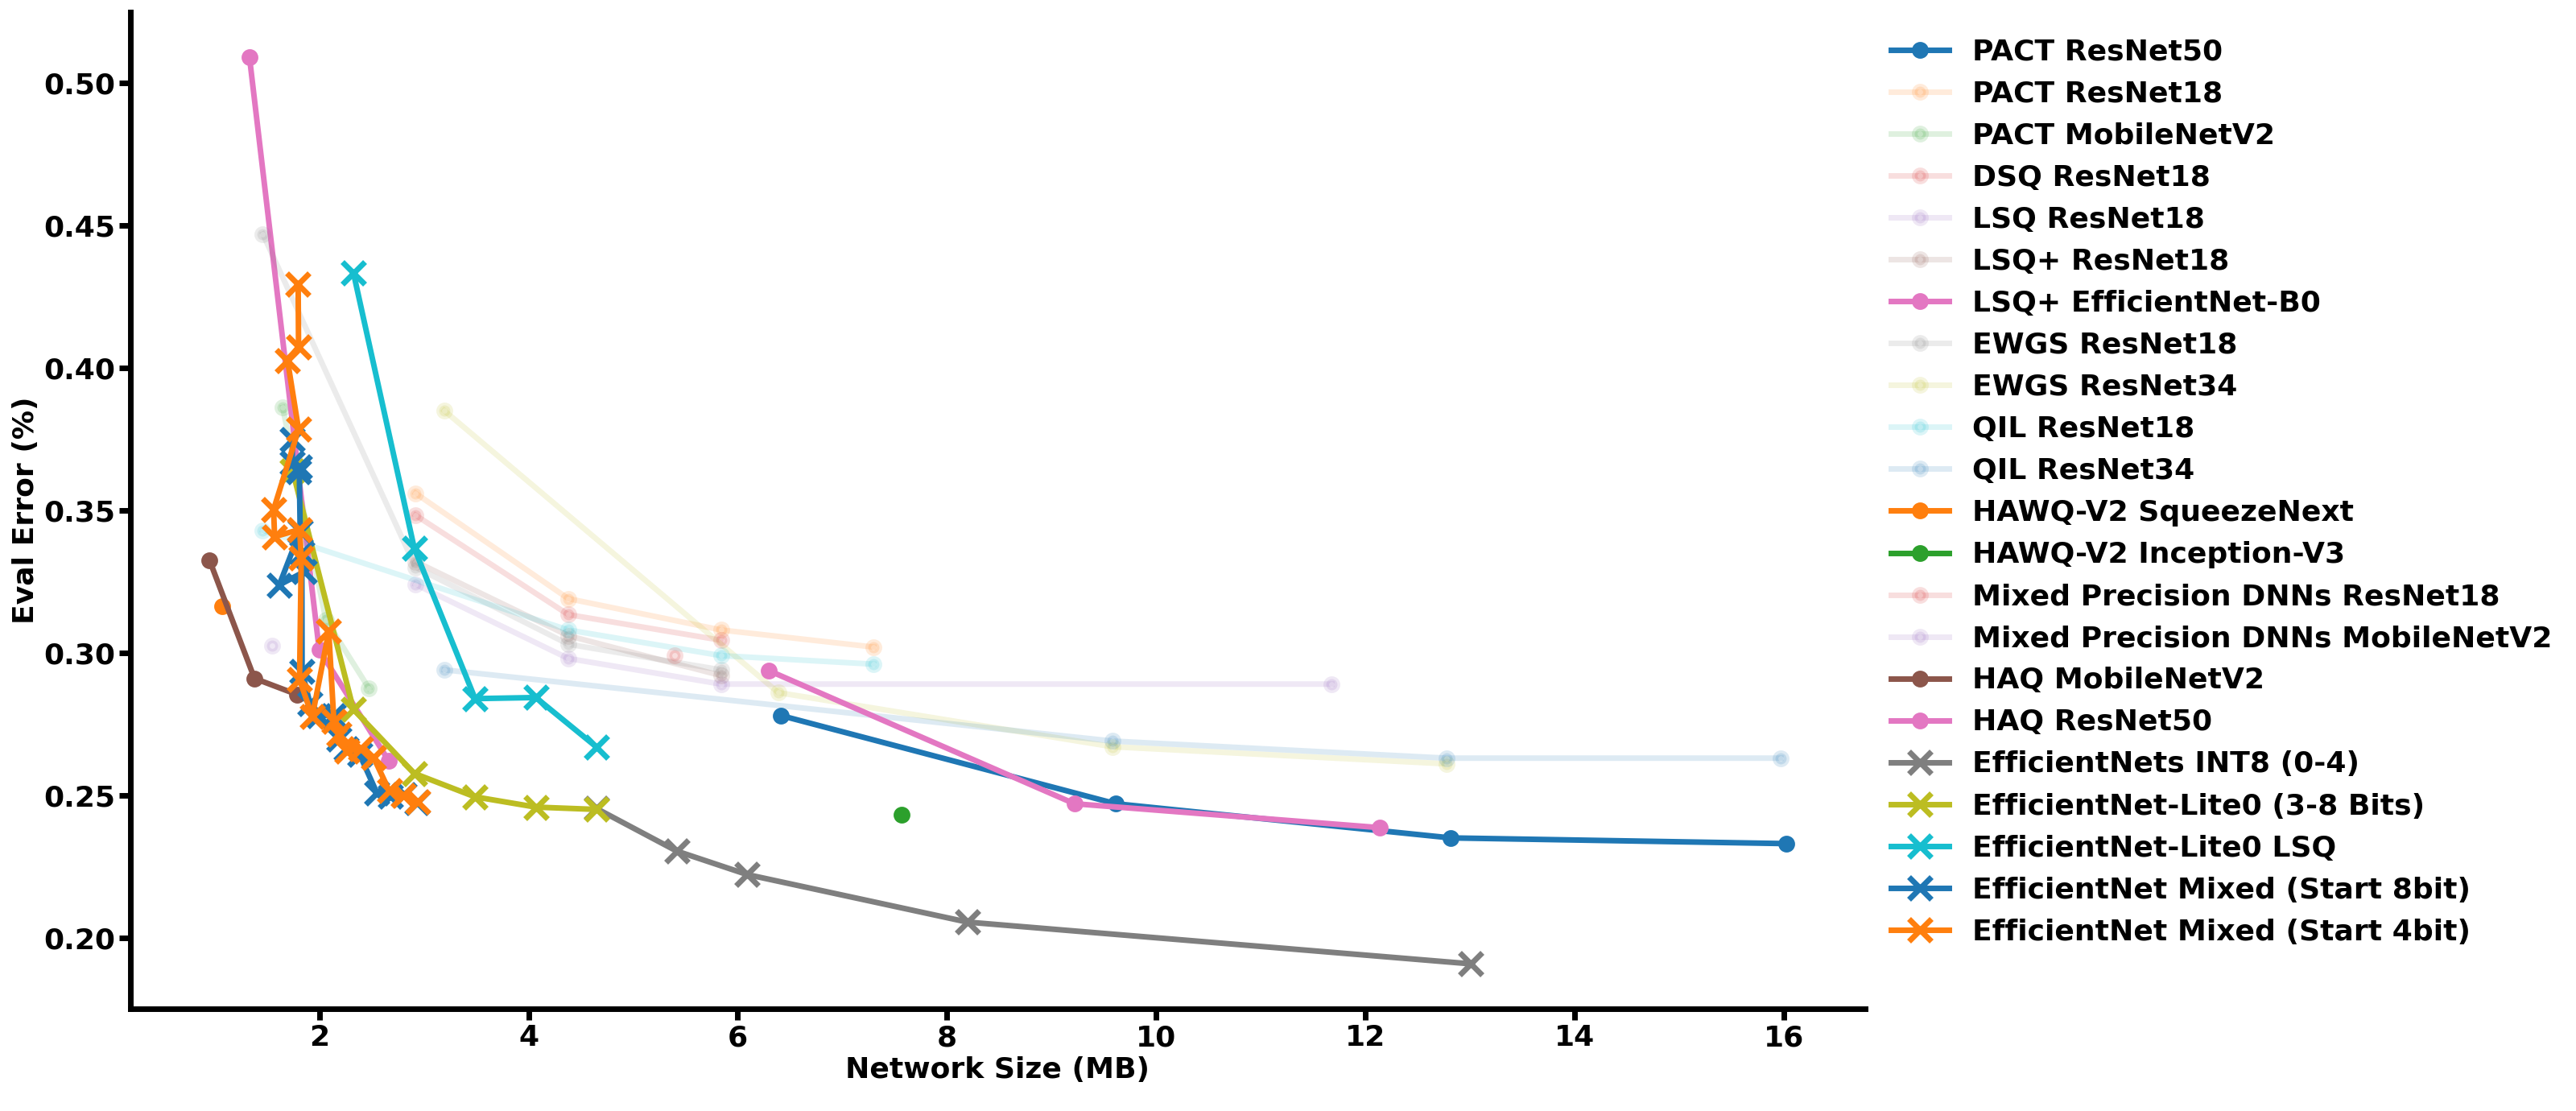 0.50
0.45
0.40
0.35
0.30
0.25
0.20
Eval Error (%)
2 4 6 8 10 12 14 16
Network Size (MB)
PACT ResNet50
PACT ResNet18
PACT MobileNetV2
DSQ ResNet18
LSQ ResNet18
LSQ+ ResNet18
LSQ+ EfficientNet-B0
EWGS ResNet18
EWGS ResNet34
QIL ResNet18
QIL ResNet34
HAWQ-V2 SqueezeNext
HAWQ-V2 Inception-V3
Mixed Precision DNNs ResNet18
Mixed Precision DNNs MobileNetV2
HAQ MobileNetV2
HAQ ResNet50
EfficientNets INT8 (0-4)
EfficientNet-Lite0 (3-8 Bits)
EfficientNet-Lite0 LSQ
EfficientNet Mixed (Start 8bit)
EfficientNet Mixed (Start 4bit)